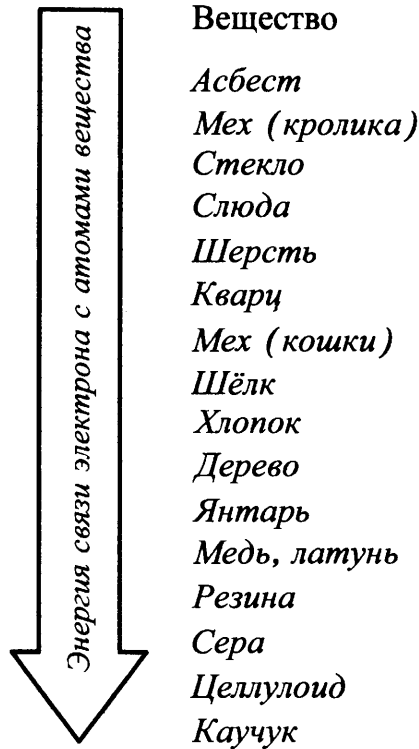 Энергия связи электрона с атомами вещества
Вещество
Асбест
Мех (кролика)
Стекло
Слюда
Шерсть
Кварц
Мех (кошки)
Шёлк
Хлопок
Дерево
Янтарь
Медь, латунь
Резина
Сера
Целлулоид
Каучук